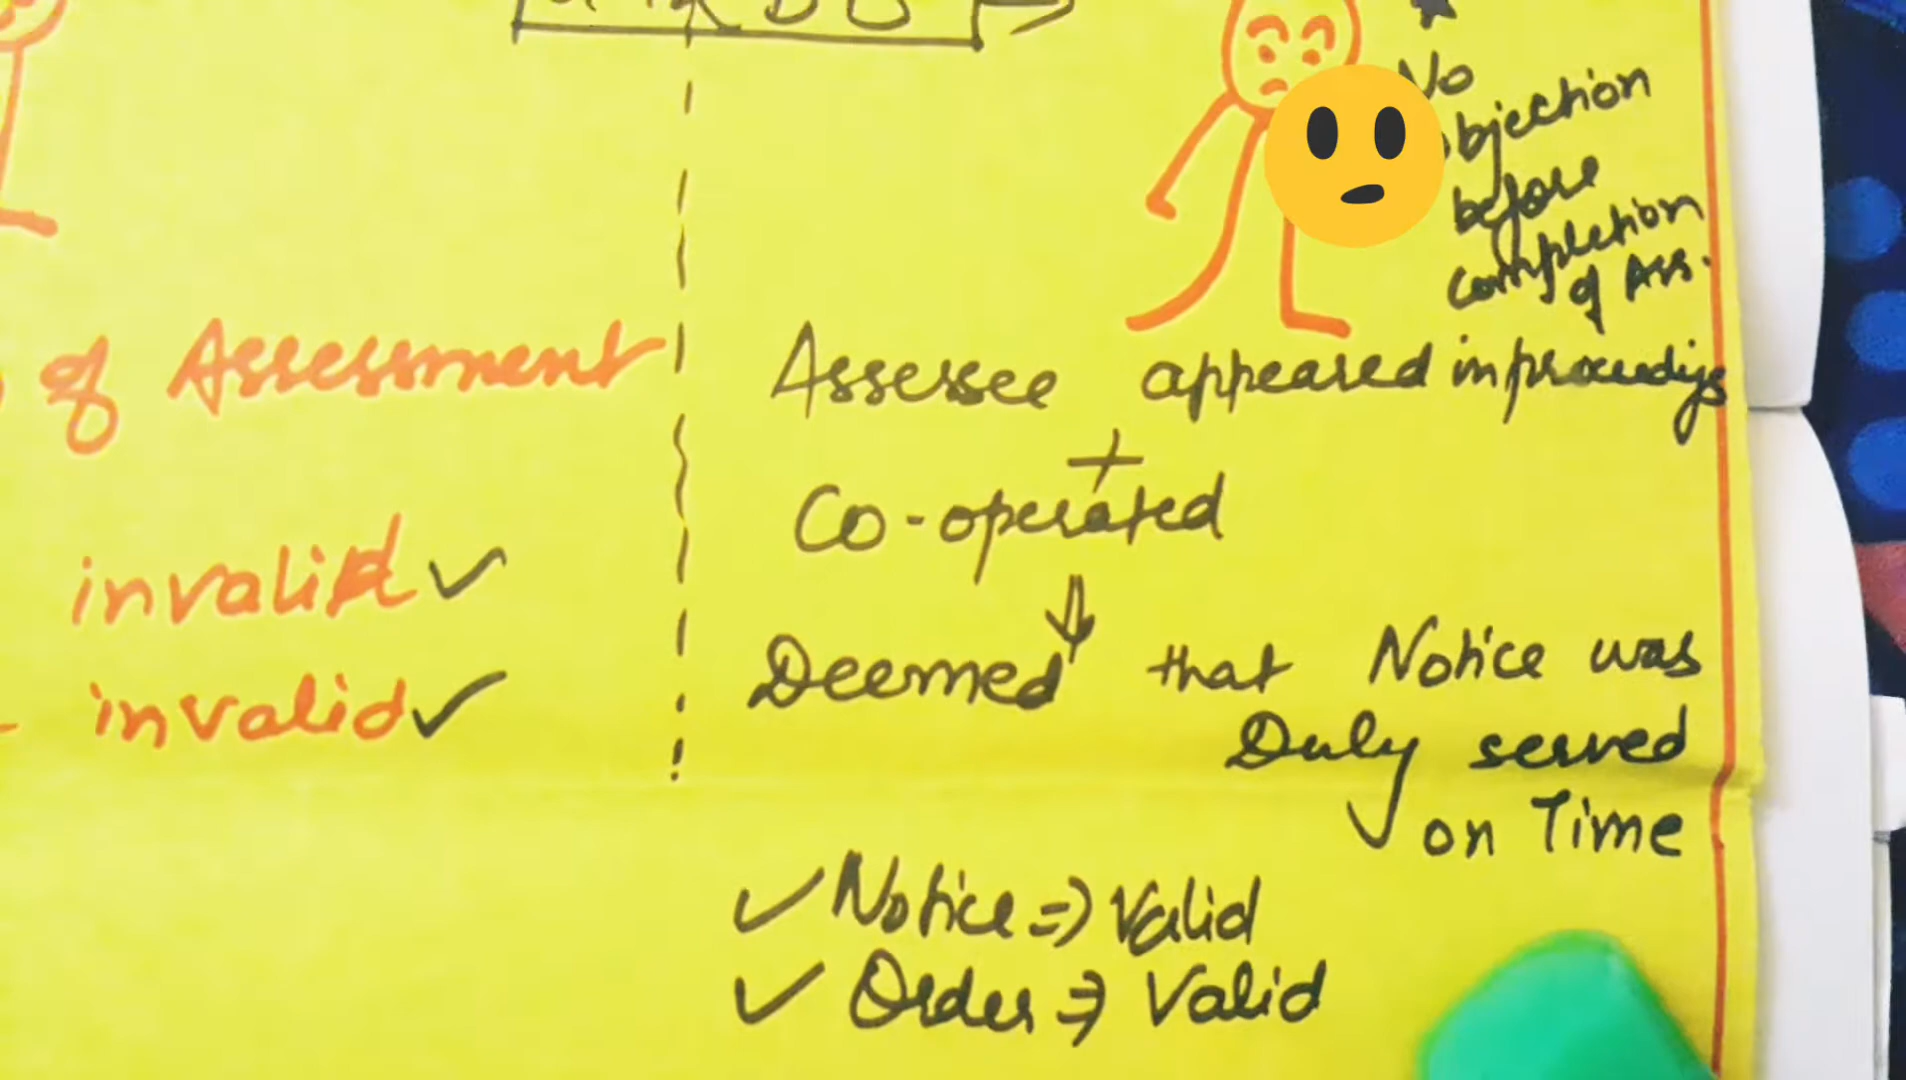 No
objection
before
completion
of Ass.
of Assessment
Assessee appeared in proceedings
+
Co-operated
invalid ✓
Deemed that Notice was
Duly served
on Time
invalid ✓
✓ Notice ⇒ Valid
✓ Order ⇒ Valid